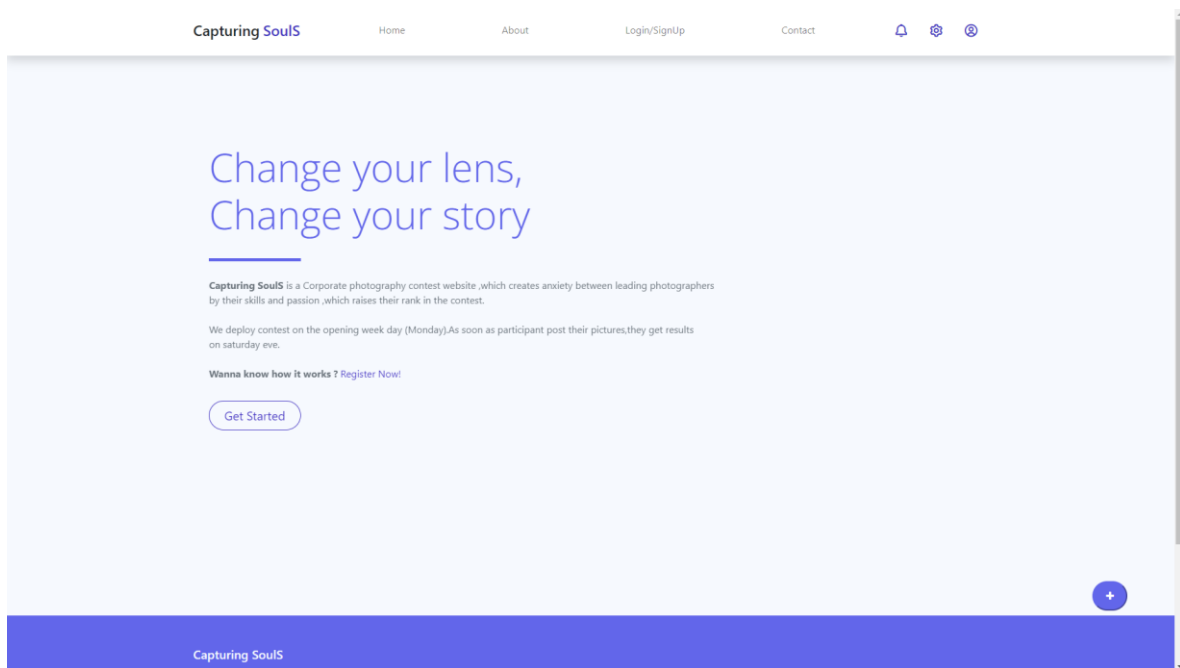 Capturing SoulS
Home
About
Login/SignUp
Contact
Change your lens,
Change your story
Capturing SoulS is a Corporate photography contest website ,which creates anxiety between leading photographers
by their skills and passion ,which raises their rank in the contest.
We deploy contest on the opening week day (Monday).As soon as participant post their pictures,they get results
on saturday eve.
Wanna know how it works ? Register Now!
Get Started
+
Capturing SoulS